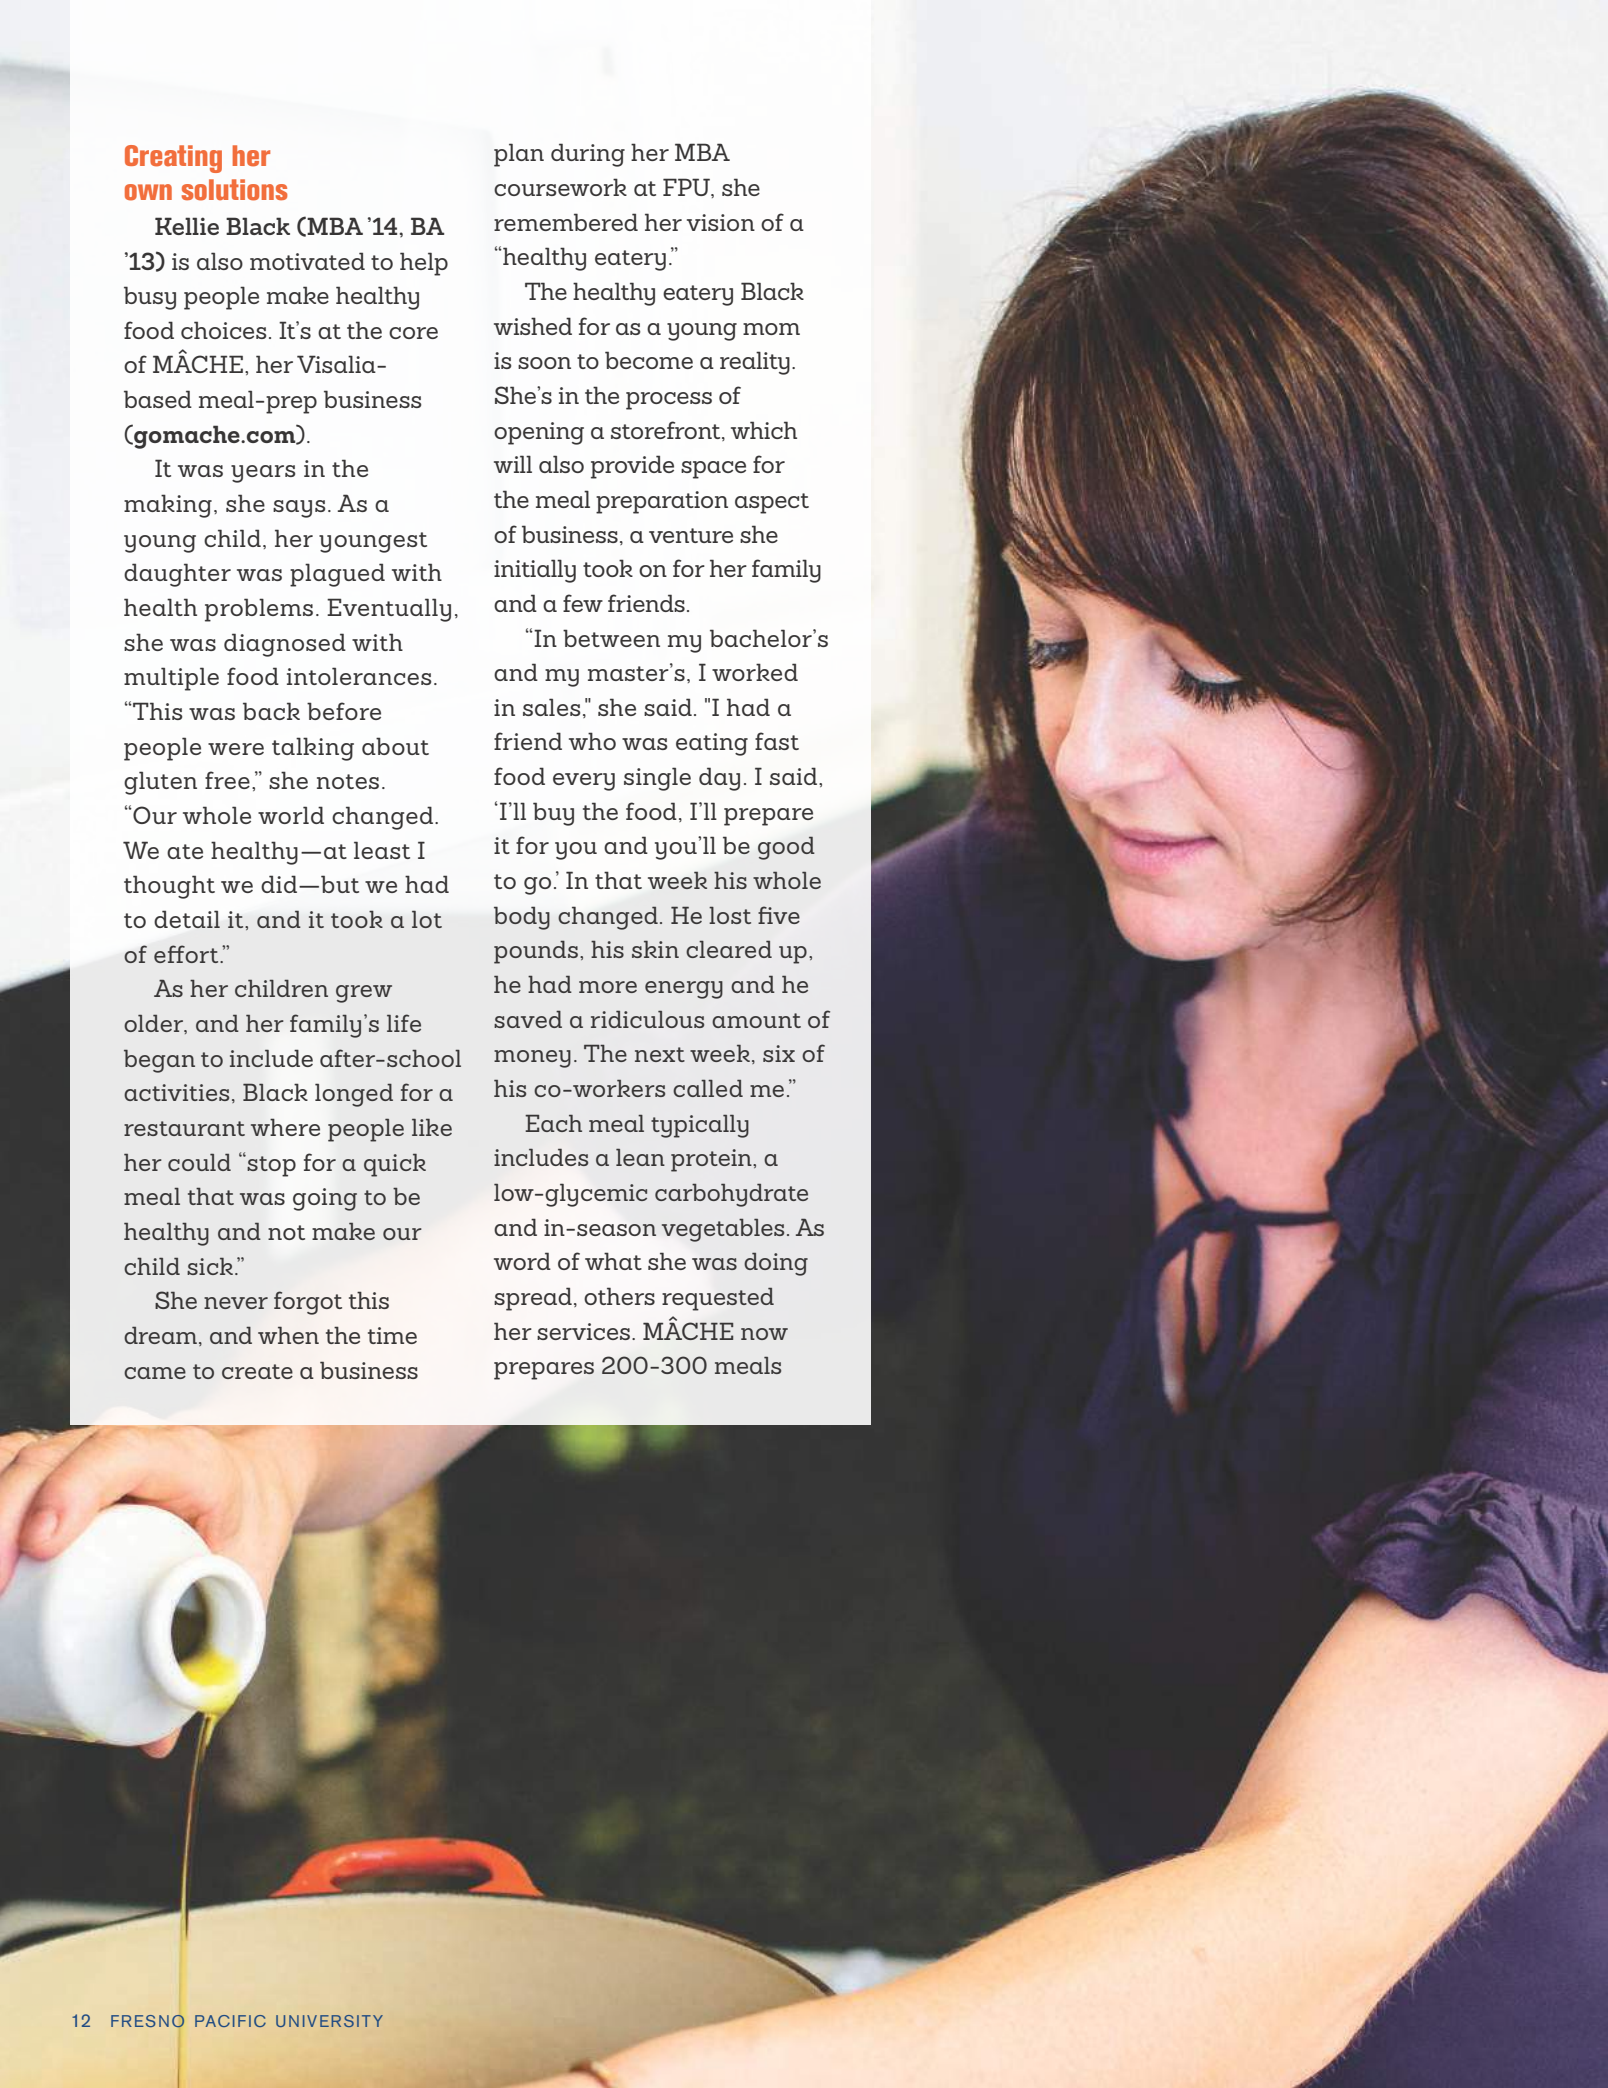 Creating her
own solutions
Kellie Black (MBA ’14, BA
’13) is also motivated to help
busy people make healthy
food choices. It’s at the core
of MÂCHE, her Visalia-
based meal-prep business
(gomache.com).
It was years in the
making, she says. As a
young child, her youngest
daughter was plagued with
health problems. Eventually,
she was diagnosed with
multiple food intolerances.
“This was back before
people were talking about
gluten free,” she notes.
“Our whole world changed.
We ate healthy—at least I
thought we did—but we had
to detail it, and it took a lot
of effort.”
As her children grew
older, and her family’s life
began to include after-school
activities, Black longed for a
restaurant where people like
her could “stop for a quick
meal that was going to be
healthy and not make our
child sick.”
She never forgot this
dream, and when the time
came to create a business
plan during her MBA
coursework at FPU, she
remembered her vision of a
“healthy eatery.”
The healthy eatery Black
wished for as a young mom
is soon to become a reality.
She’s in the process of
opening a storefront, which
will also provide space for
the meal preparation aspect
of business, a venture she
initially took on for her family
and a few friends.
“In between my bachelor’s
and my master’s, I worked
in sales," she said. "I had a
friend who was eating fast
food every single day. I said,
‘I’ll buy the food, I’ll prepare
it for you and you’ll be good
to go.’ In that week his whole
body changed. He lost five
pounds, his skin cleared up,
he had more energy and he
saved a ridiculous amount of
money. The next week, six of
his co-workers called me.”
Each meal typically
includes a lean protein, a
low-glycemic carbohydrate
and in-season vegetables. As
word of what she was doing
spread, others requested
her services. MÂCHE now
prepares 200-300 meals
12 FRESNO PACIFIC UNIVERSITY